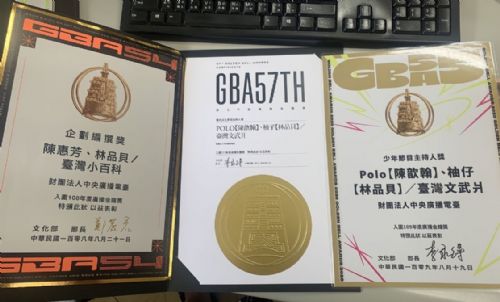 GBA54
企劃編撰獎
陳惠芳、林品貝/
臺灣小百科
財團法人中央廣播電臺
入圍108年度廣播金鐘獎
特頒此狀 以茲表彰
文化部 部長
中華民國一百零八年八月二十一日
GBA54
GBA57TH
POLO【陳歆翰】、柚仔【林品貝】/
臺灣文武ㄐ
GBA55
少年節目主持人獎
Polo【陳歆翰】、柚仔
【林品貝】/臺灣文武ㄐ
財團法人中央廣播電臺
入圍109年度廣播金鐘獎
特頒此狀 以茲表彰
文化部 部長
中華民國一百零九年八月十九日